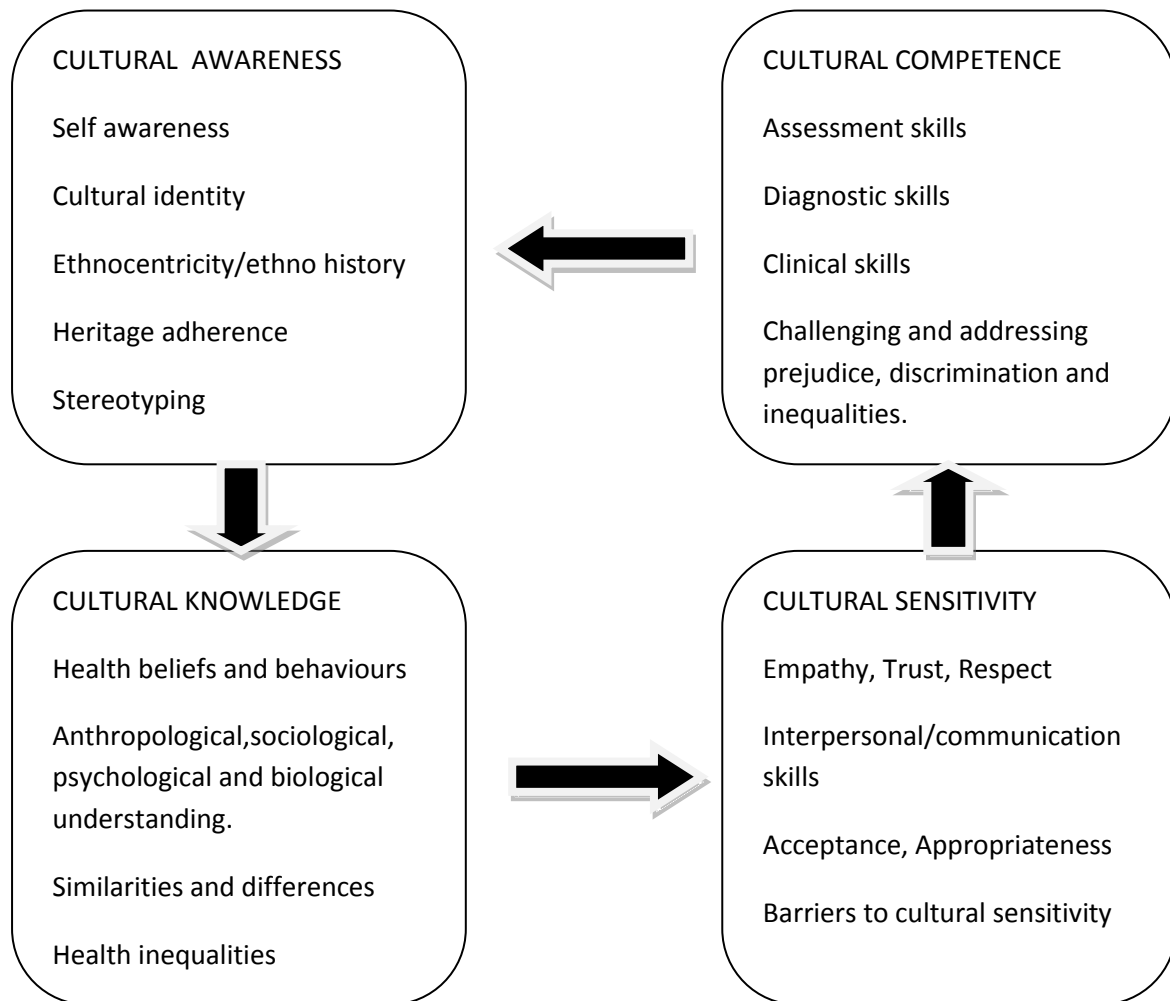 CULTURAL  AWARENESS
Self awareness
Cultural identity
Ethnocentricity/ethno history
Heritage adherence
Stereotyping
CULTURAL COMPETENCE
Assessment skills
Diagnostic skills
Clinical skills
Challenging and addressing
prejudice, discrimination and
inequalities.
CULTURAL KNOWLEDGE
Health beliefs and behaviours
Anthropological,sociological,
psychological and biological
understanding.
Similarities and differences
Health inequalities
CULTURAL SENSITIVITY
Empathy, Trust, Respect
Interpersonal/communication
skills
Acceptance, Appropriateness
Barriers to cultural sensitivity